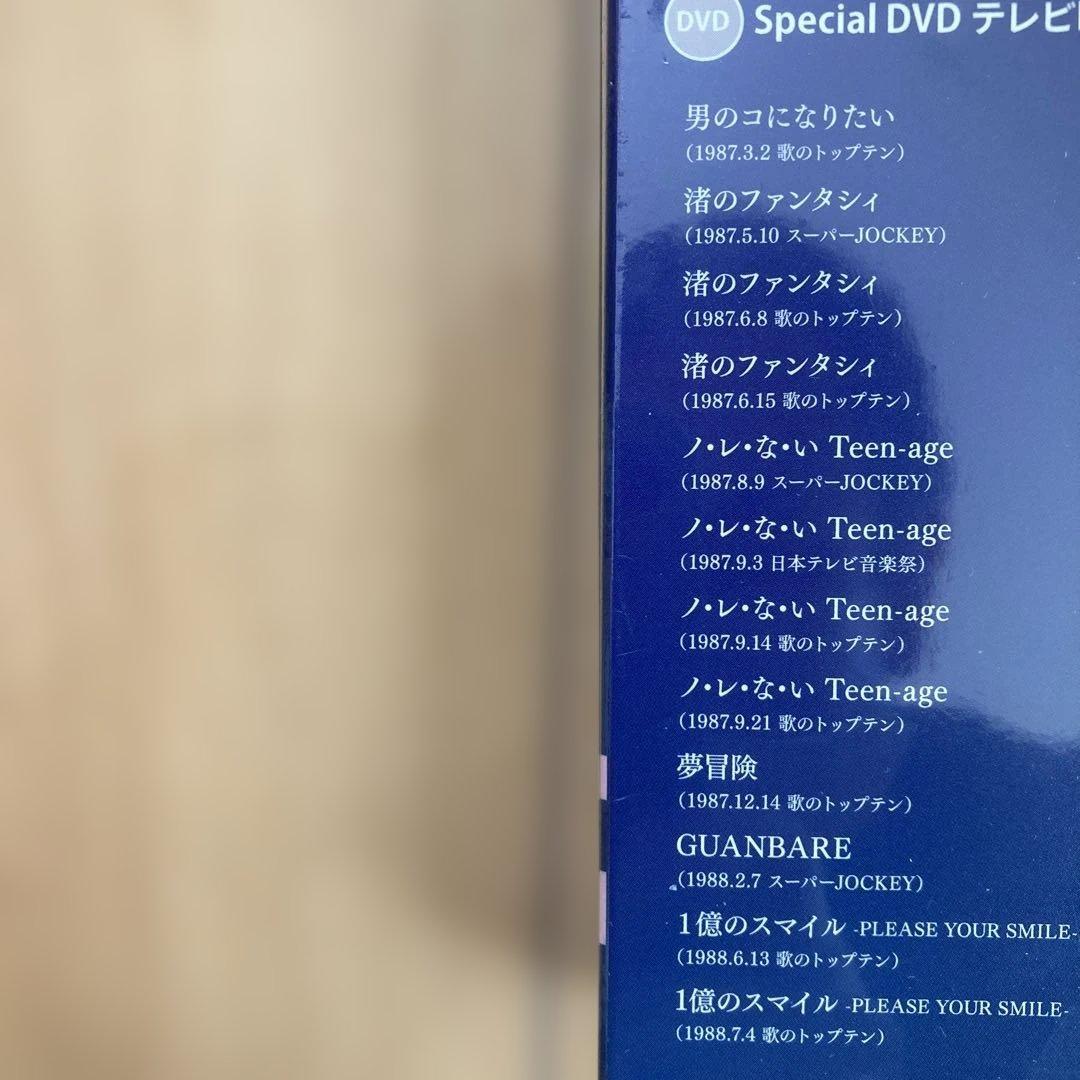 DVD Special DVD テレビ
男のコになりたい
(1987.3.2 歌のトップテン)
渚のファンタシィ
(1987.5.10 スーパーJOCKEY)
渚のファンタシィ
(1987.6.8 歌のトップテン)
渚のファンタシィ
(1987.6.15 歌のトップテン)
ノ・レ・な・い Teen-age
(1987.8.9 スーパーJOCKEY)
ノ・レ・な・い Teen-age
(1987.9.3 日本テレビ音楽祭)
ノ・レ・な・い Teen-age
(1987.9.14 歌のトップテン)
ノ・レ・な・い Teen-age
(1987.9.21 歌のトップテン)
夢冒険
(1987.12.14 歌のトップテン)
GUANBARE
(1988.2.7 スーパーJOCKEY)
1億のスマイル -PLEASE YOUR SMILE-
(1988.6.13 歌のトップテン)
1億のスマイル -PLEASE YOUR SMILE-
(1988.7.4 歌のトップテン)